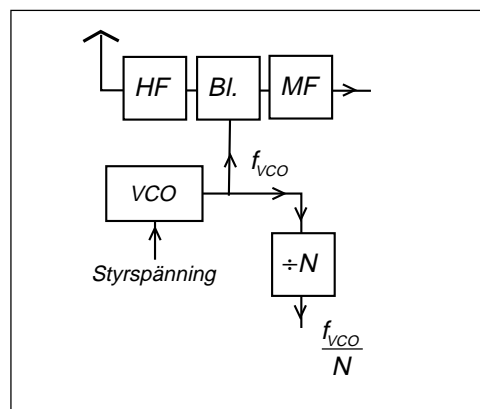 HF Bl. MF
f_VCO
VCO
÷N
Styrspänning
f_VCO
N